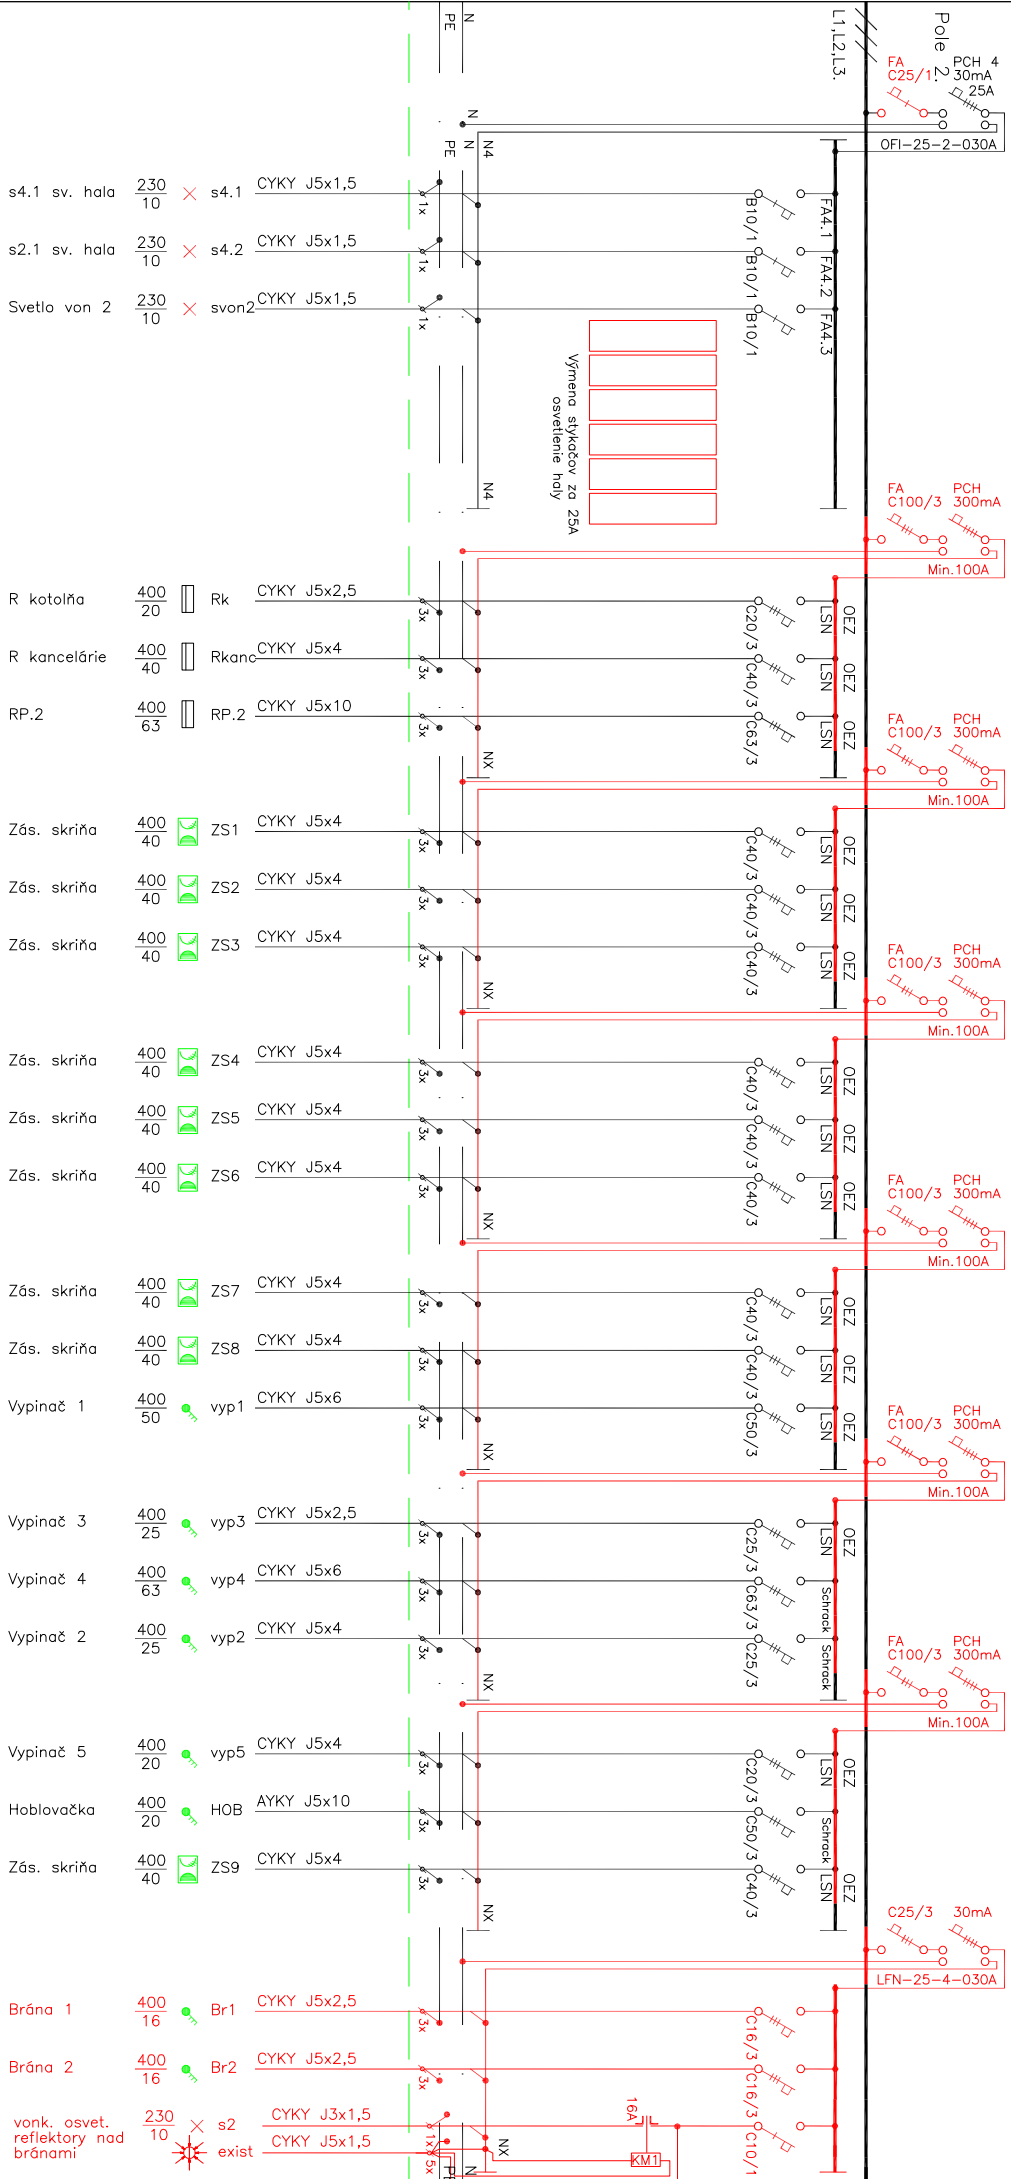 N
PE
L1,L2,L3.
Pole 2.
FA
C25/1
PCH 4
30mA
25A
OFI-25-2-030A
N
PE
N
N4
s4.1 sv. hala
230
10
s4.1
CYKY J5x1,5
1x
B10/1
FA4.1
s2.1 sv. hala
230
10
s4.2
CYKY J5x1,5
1x
B10/1
FA4.2
Svetlo von 2
230
10
svon2
CYKY J5x1,5
1x
B10/1
FA4.3
Výmena stykačov za 25A
osvetlenie haly
N4
FA
C100/3
PCH
300mA
Min.100A
R kotolňa
400
20
Rk
CYKY J5x2,5
3x
C20/3
LSN
OEZ
R kancelárie
400
40
Rkanc
CYKY J5x4
3x
C40/3
LSN
OEZ
RP.2
400
63
RP.2
CYKY J5x10
3x
C63/3
LSN
OEZ
NX
FA
C100/3
PCH
300mA
Min.100A
Zás. skriňa
400
40
ZS1
CYKY J5x4
3x
C40/3
LSN
OEZ
Zás. skriňa
400
40
ZS2
CYKY J5x4
3x
C40/3
LSN
OEZ
Zás. skriňa
400
40
ZS3
CYKY J5x4
3x
C40/3
LSN
OEZ
NX
FA
C100/3
PCH
300mA
Min.100A
Zás. skriňa
400
40
ZS4
CYKY J5x4
3x
C40/3
LSN
OEZ
Zás. skriňa
400
40
ZS5
CYKY J5x4
3x
C40/3
LSN
OEZ
Zás. skriňa
400
40
ZS6
CYKY J5x4
3x
C40/3
LSN
OEZ
NX
FA
C100/3
PCH
300mA
Min.100A
Zás. skriňa
400
40
ZS7
CYKY J5x4
3x
C40/3
LSN
OEZ
Zás. skriňa
400
40
ZS8
CYKY J5x4
3x
C40/3
LSN
OEZ
Vypinač 1
400
50
vyp1
CYKY J5x6
3x
C50/3
LSN
OEZ
NX
FA
C100/3
PCH
300mA
Min.100A
Vypinač 3
400
25
vyp3
CYKY J5x2,5
3x
C25/3
LSN
OEZ
Vypinač 4
400
63
vyp4
CYKY J5x6
3x
C63/3
Schrack
Vypinač 2
400
25
vyp2
CYKY J5x4
3x
C25/3
Schrack
NX
FA
C100/3
PCH
300mA
Min.100A
Vypinač 5
400
20
vyp5
CYKY J5x4
3x
C20/3
LSN
OEZ
Hoblovačka
400
20
HOB
AYKY J5x10
3x
C50/3
Schrack
Zás. skriňa
400
40
ZS9
CYKY J5x4
3x
C40/3
LSN
OEZ
NX
C25/3
30mA
LFN-25-4-030A
Brána 1
400
16
Br1
CYKY J5x2,5
3x
C16/3
Brána 2
400
16
Br2
CYKY J5x2,5
3x
C16/3
vonk. osvet.
reflektory nad
bránami
230
10
s2
CYKY J3x1,5
1x
16A
C10/1
exist
CYKY J5x1,5
5x
NX
KM1
N